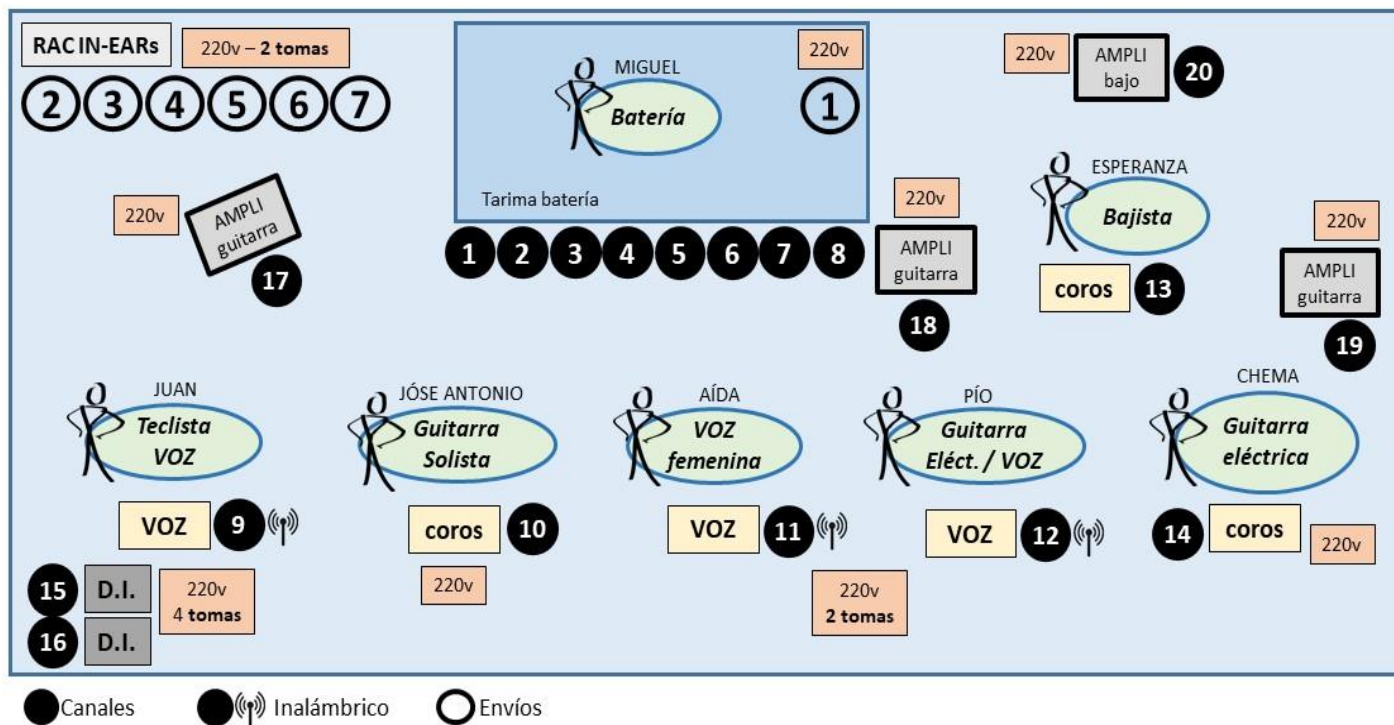 RAC IN-EARs
220v – 2 tomas
2 3 4 5 6 7
MIGUEL
Batería
220v
1
Tarima batería
1 2 3 4 5 6 7 8
220v
AMPLI
bajo
20
ESPERANZA
Bajista
coros
13
220v
AMPLI
guitarra
17
220v
AMPLI
guitarra
18
220v
AMPLI
guitarra
19
JUAN
Teclista
VOZ
VOZ
9
JÓSE ANTONIO
Guitarra
Solista
coros
10
220v
AÍDA
VOZ
femenina
VOZ
11
PÍO
Guitarra
Eléct. / VOZ
VOZ
12
CHEMA
Guitarra
eléctrica
14
coros
220v
15
D.I.
16
D.I.
220v
4 tomas
220v
2 tomas
Canales
Inalámbrico
Envíos